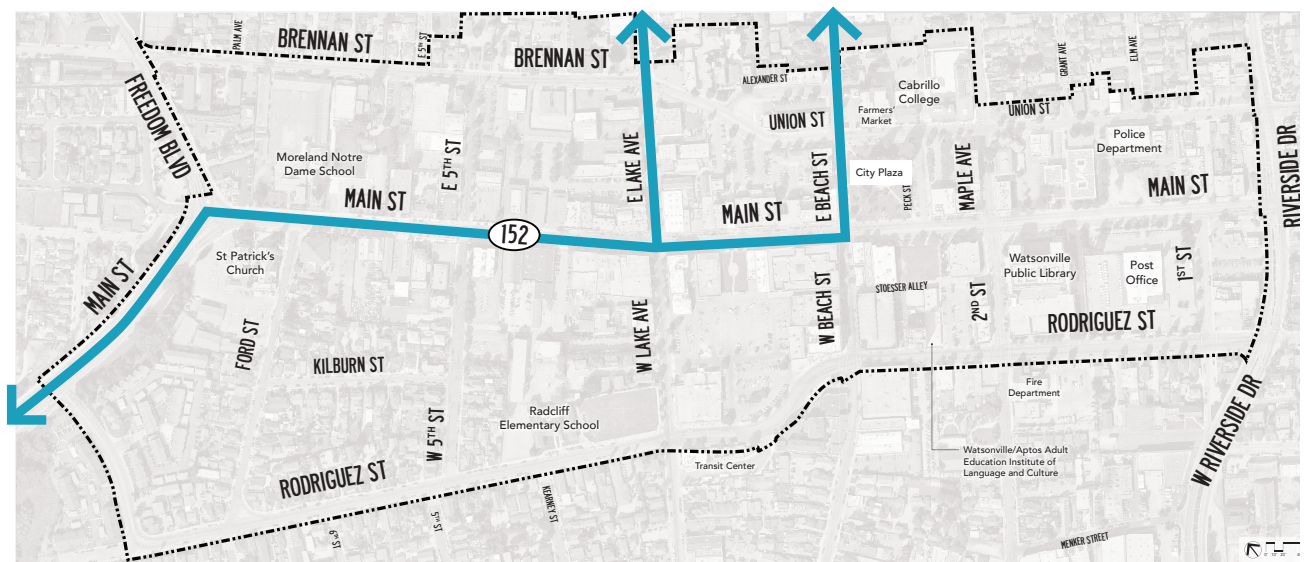 PALM AVE
BRENNAN ST
E 5TH ST
BRENNAN ST
ALEXANDER ST
GRANT AVE
ELM AVE
FREEDOM BLVD
Cabrillo
College
Farmers'
Market
UNION ST
UNION ST
Police
Department
RIVERSIDE DR
Moreland Notre
Dame School
E 5TH ST
E LAKE AVE
E BEACH ST
City Plaza
PECK ST
MAPLE AVE
MAIN ST
MAIN ST
MAIN ST
152
MAIN ST
St Patrick's
Church
Watsonville
Public Library
Post
Office
1ST ST
STOESSER ALLEY
2ND ST
W LAKE AVE
W BEACH ST
RODRIGUEZ ST
FORD ST
KILBURN ST
Fire
Department
W 5TH ST
Radcliff
Elementary School
W RIVERSIDE DR
Transit Center
Watsonville/Aptos Adult
Education Institute of
Language and Culture
RODRIGUEZ ST
KEARNEY ST
5TH ST
6TH ST
MENKER STREET